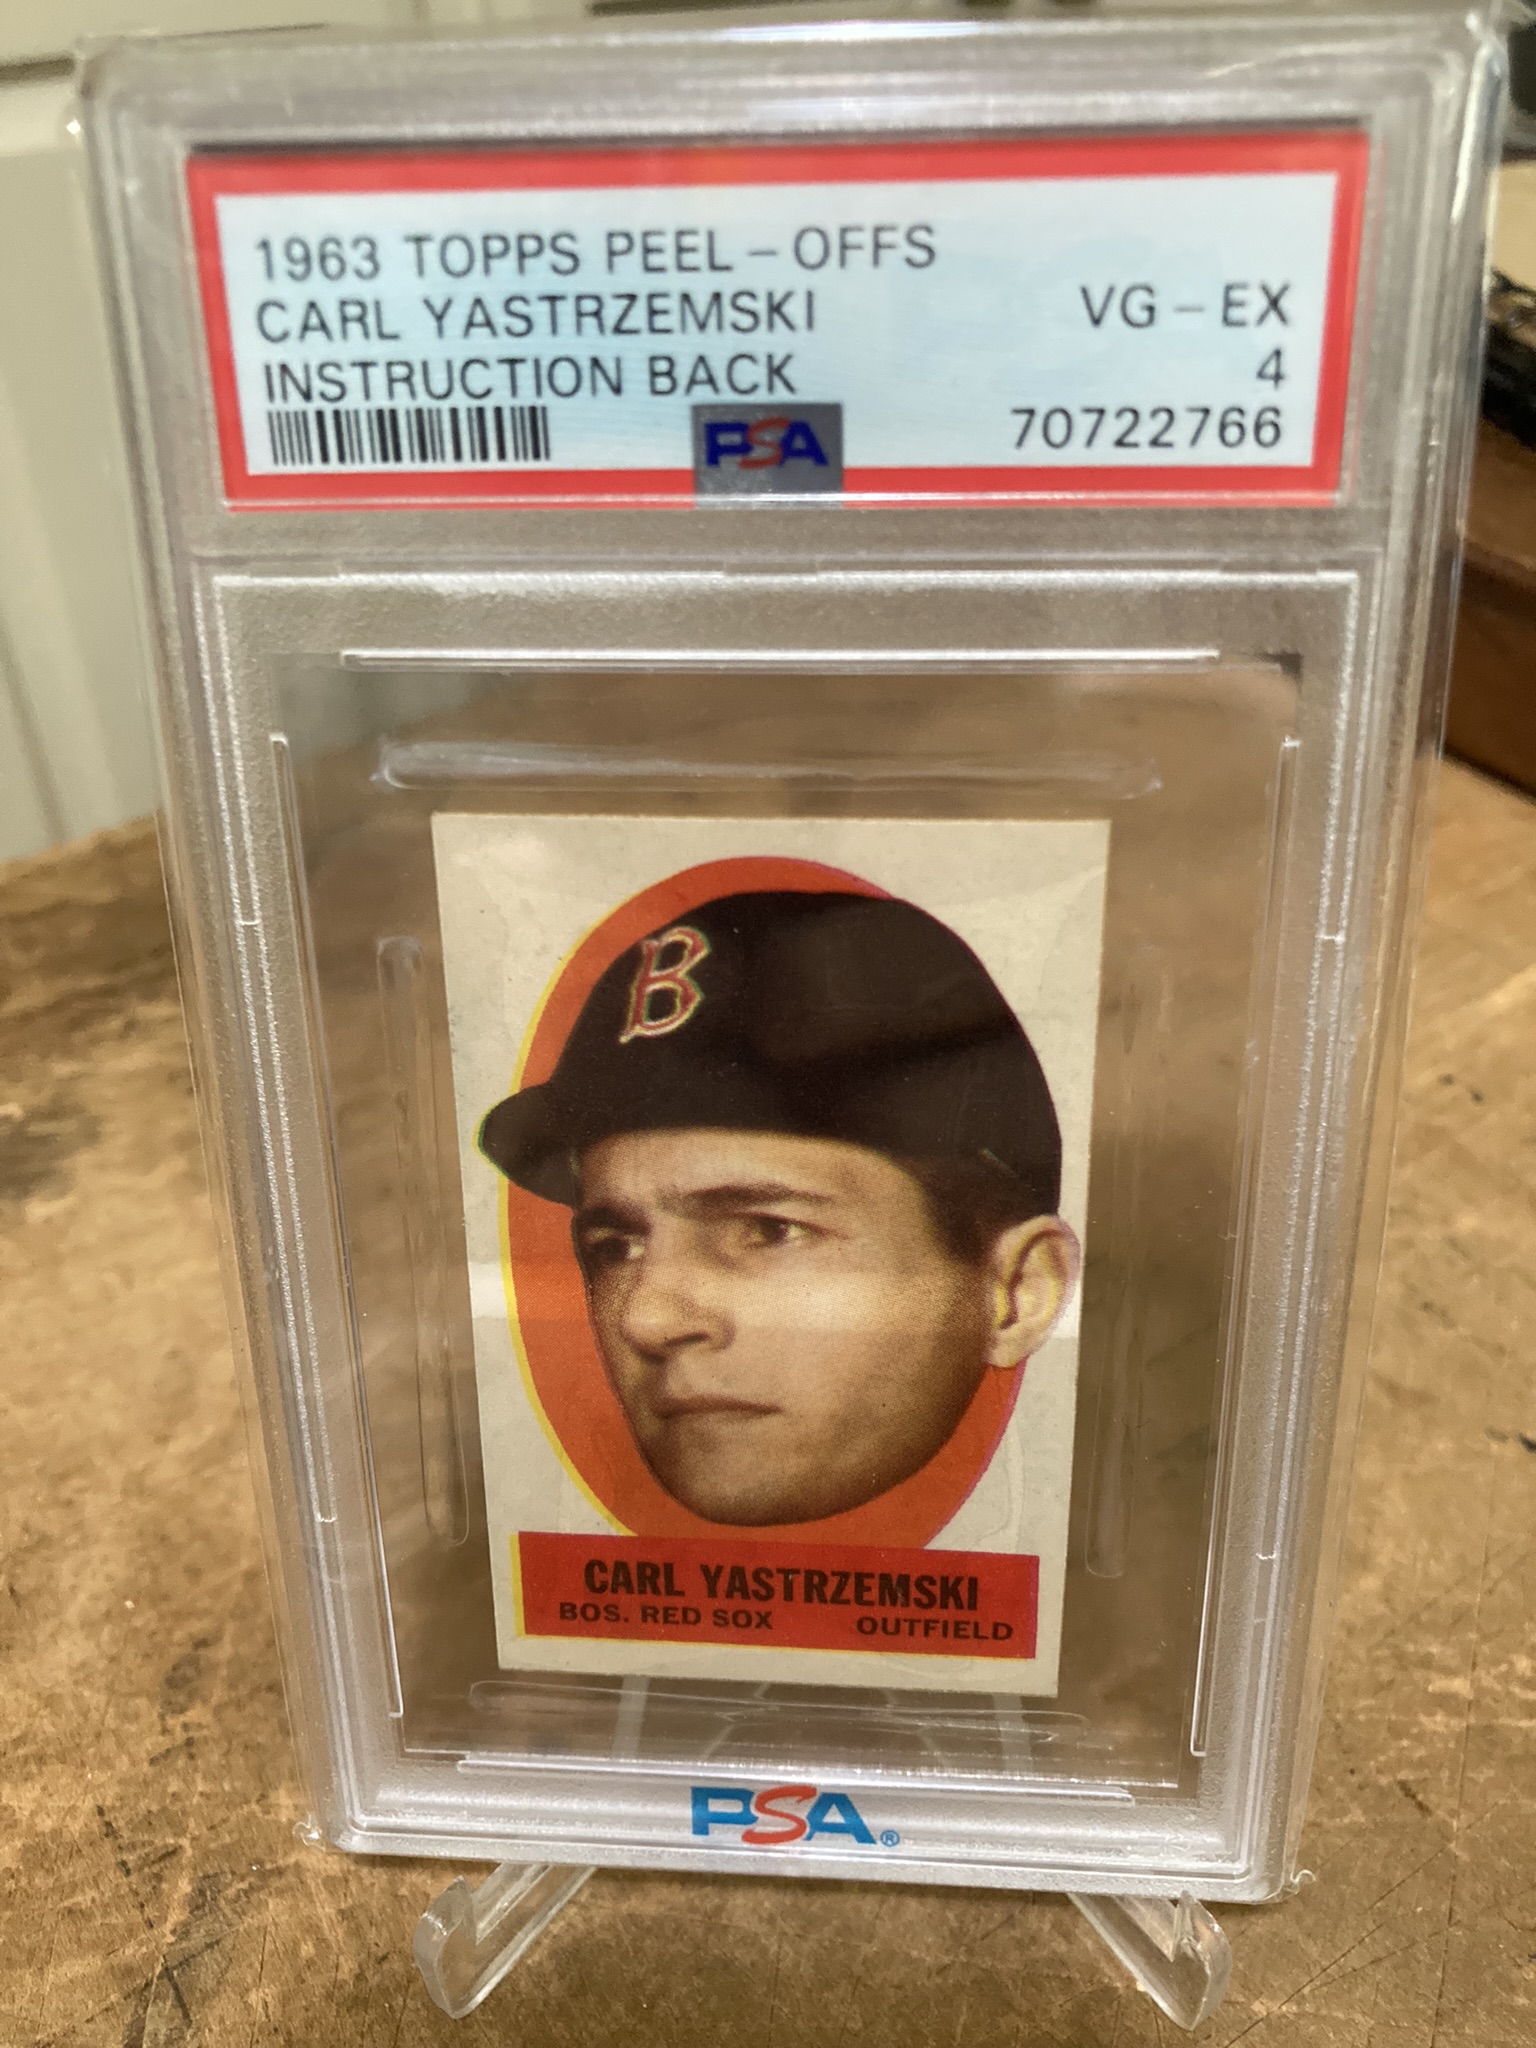 1963 TOPPS PEEL-OFFS
CARL YASTRZEMSKI VG-EX
INSTRUCTION BACK 4
PSA 70722766
B
CARL YASTRZEMSKI
BOS. RED SOX OUTFIELD
PSA®